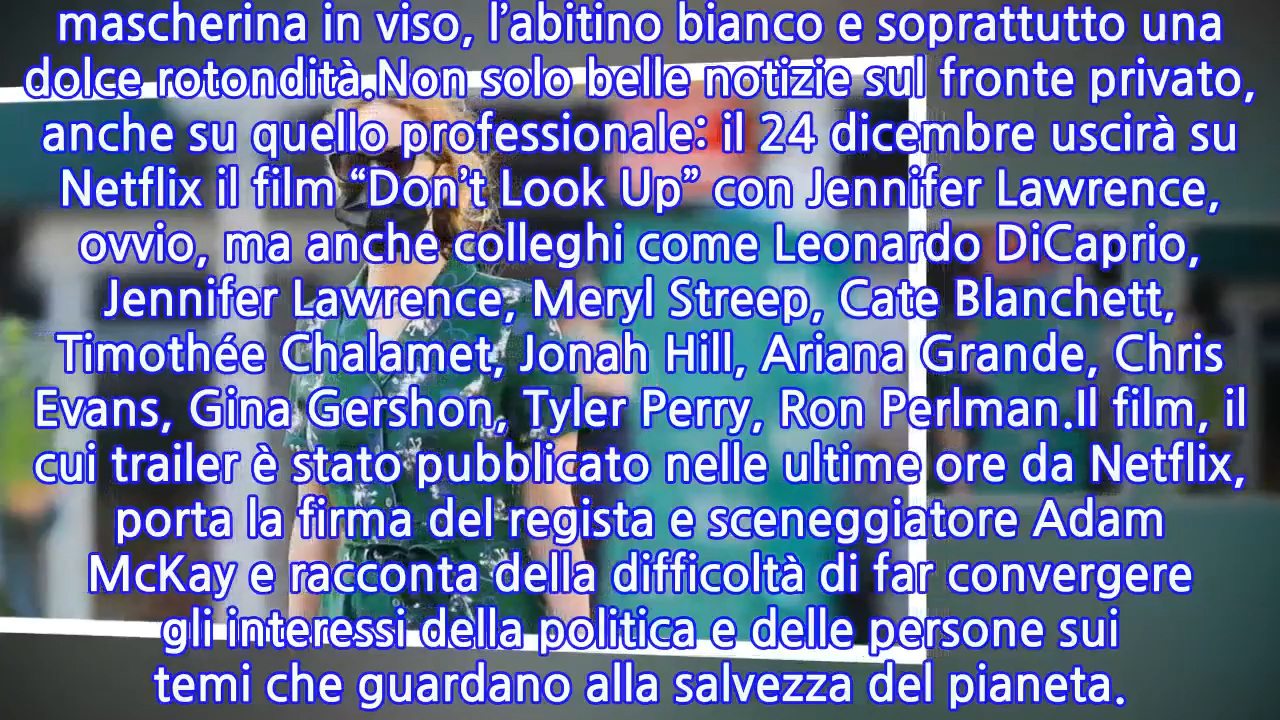 mascherina in viso, l’abitino bianco e soprattutto una
dolce rotondità.Non solo belle notizie sul fronte privato,
anche su quello professionale: il 24 dicembre uscirà su
Netflix il film “Don’t Look Up” con Jennifer Lawrence,
ovvio, ma anche colleghi come Leonardo DiCaprio,
Jennifer Lawrence, Meryl Streep, Cate Blanchett,
Timothée Chalamet, Jonah Hill, Ariana Grande, Chris
Evans, Gina Gershon, Tyler Perry, Ron Perlman.Il film, il
cui trailer è stato pubblicato nelle ultime ore da Netflix,
porta la firma del regista e sceneggiatore Adam
McKay e racconta della difficoltà di far convergere
gli interessi della politica e delle persone sui
temi che guardano alla salvezza del pianeta.